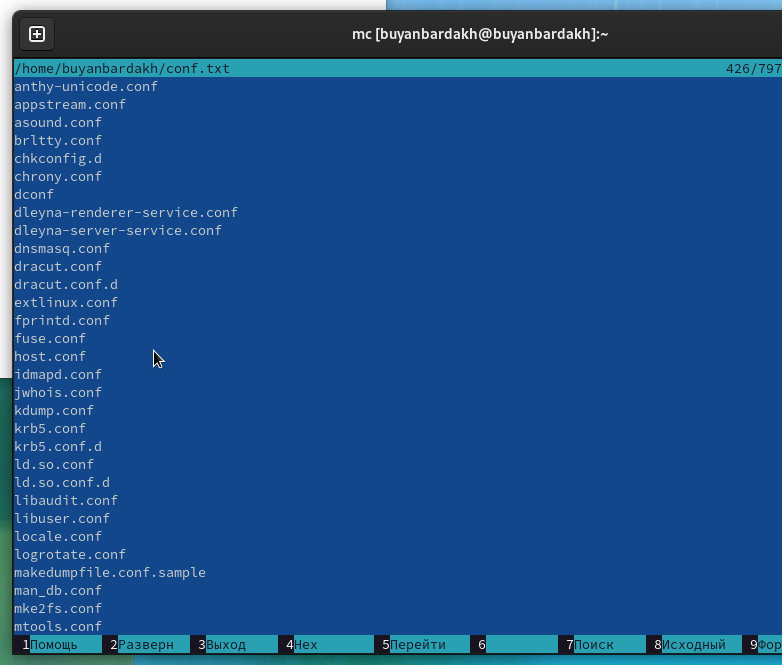 mc [buyanbardakh@buyanbardakh]:~
/home/buyanbardakh/conf.txt 426/797
anthy-unicode.conf
appstream.conf
asound.conf
brltty.conf
chkconfig.d
chrony.conf
dconf
dleyna-renderer-service.conf
dleyna-server-service.conf
dnsmasq.conf
dracut.conf
dracut.conf.d
extlinux.conf
fprintd.conf
fuse.conf
host.conf
idmapd.conf
jwhois.conf
kdump.conf
krb5.conf
krb5.conf.d
ld.so.conf
ld.so.conf.d
libaudit.conf
libuser.conf
locale.conf
logrotate.conf
makedumpfile.conf.sample
man_db.conf
mke2fs.conf
mtools.conf
1Помощь 2Разверн 3Выход 4Hex 5Перейти 6 7Поиск 8Исходный 9Фор